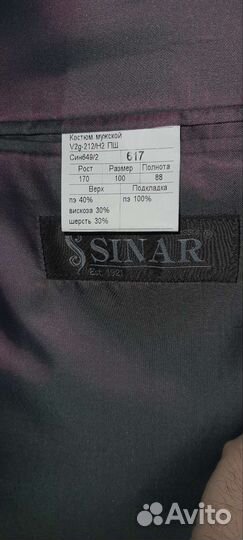 Костюм мужской
V2g-212/H2 ПШ
Син649/2 617
Рост Размер Полнота
170 100 88
Верх Подкладка
пэ 40% пэ 100%
вискоза 30%
шерсть 30%
SINAR
Est. 1921
Avito